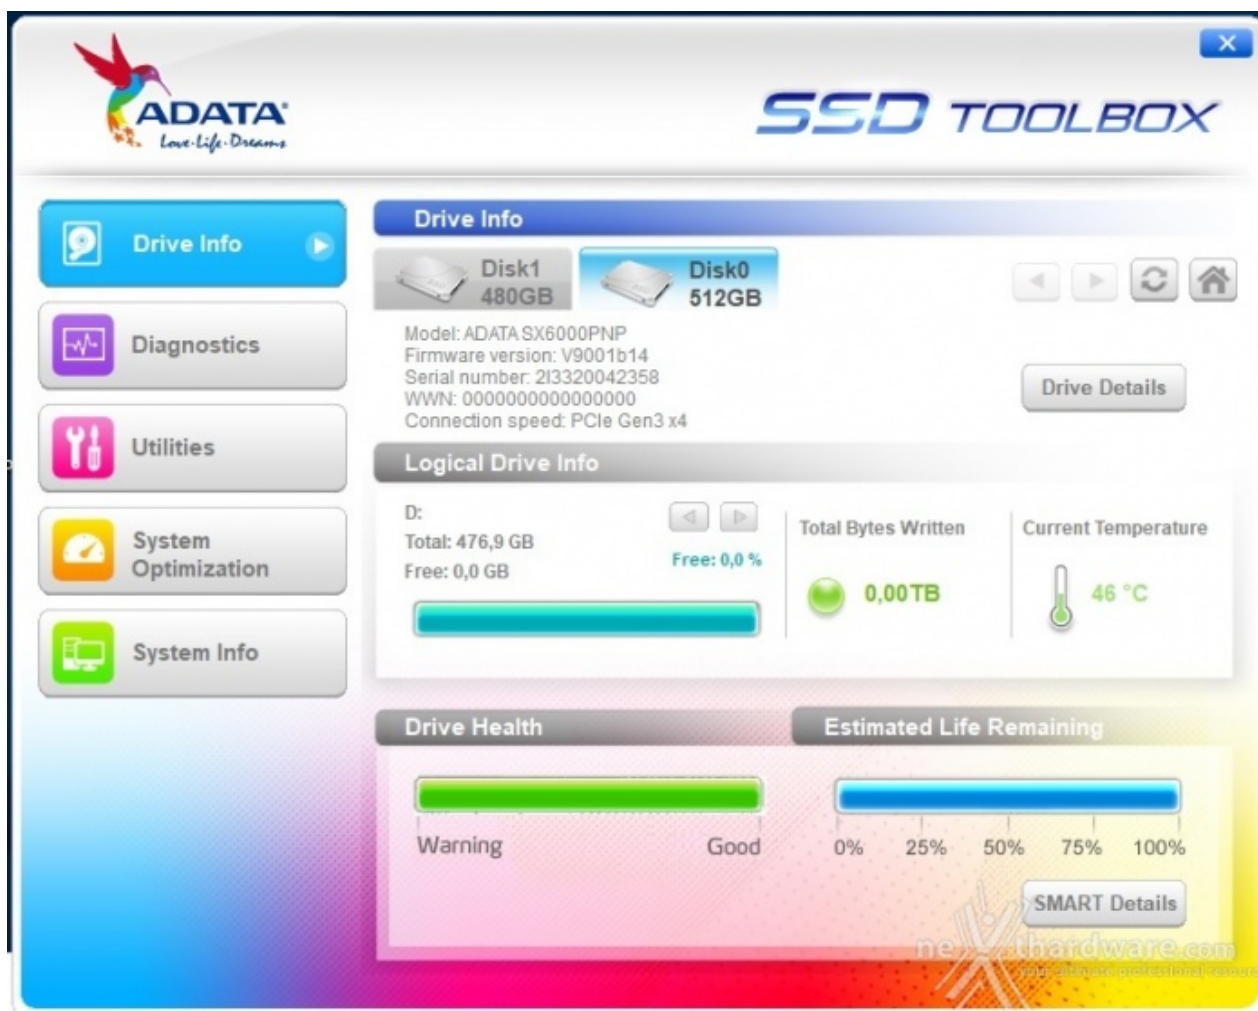 ADATA
Love·Life·Dreams
SSD TOOLBOX
Drive Info
Diagnostics
Utilities
System
Optimization
System Info
Drive Info
Disk1
480GB
Disk0
512GB
Model: ADATA SX6000PNP
Firmware version: V9001b14
Serial number: 2I3320042358
WWN: 0000000000000000
Connection speed: PCIe Gen3 x4
Drive Details
Logical Drive Info
D:
Total: 476,9 GB
Free: 0,0 GB
Free: 0,0 %
Total Bytes Written
0,00TB
Current Temperature
46 °C
Drive Health
Warning Good
Estimated Life Remaining
0% 25% 50% 75% 100%
SMART Details
nexthardware.com
your ultimate professional resource